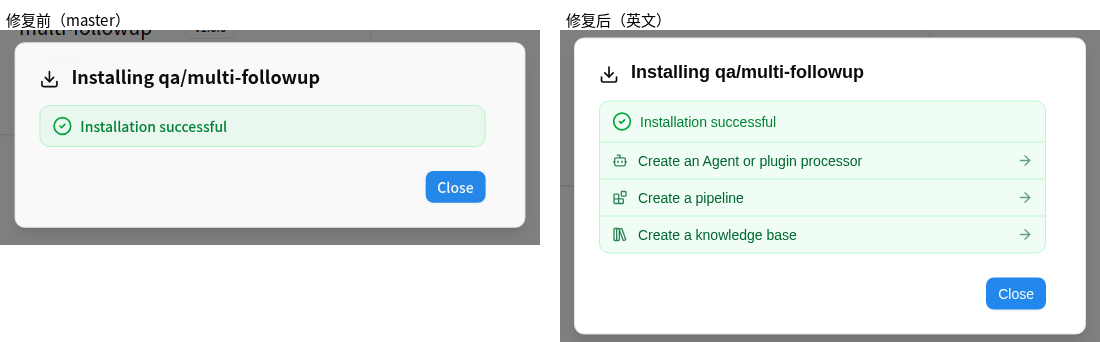 修复前（master）
multi-followup
Installing qa/multi-followup
Installation successful
Close
修复后（英文）
Installing qa/multi-followup
Installation successful
Create an Agent or plugin processor
Create a pipeline
Create a knowledge base
Close